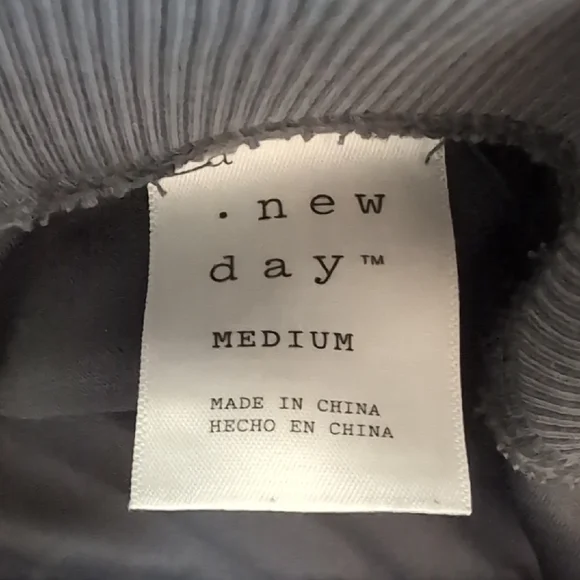 . new
day™
MEDIUM
MADE IN CHINA
HECHO EN CHINA